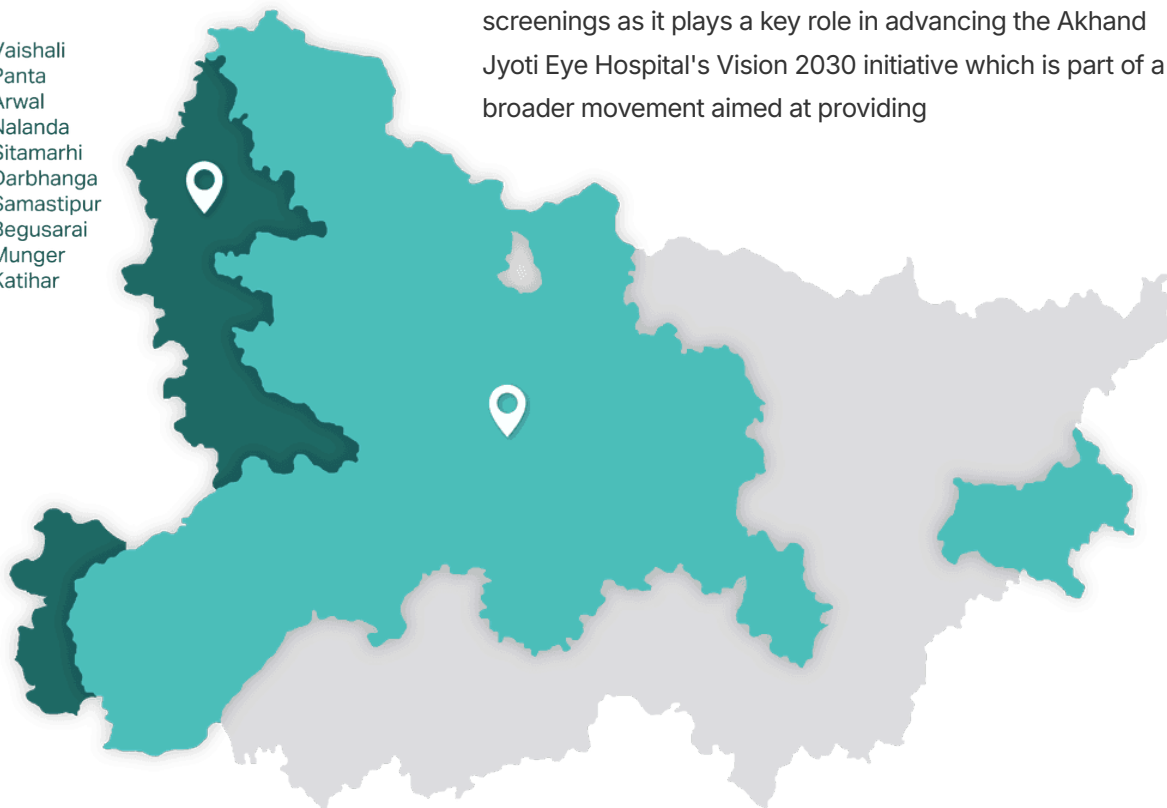 screenings as it plays a key role in advancing the Akhand
Jyoti Eye Hospital's Vision 2030 initiative which is part of a
broader movement aimed at providing
Vaishali
Panta
Arwal
Nalanda
Sitamarhi
Darbhanga
Samastipur
Begusarai
Munger
Katihar